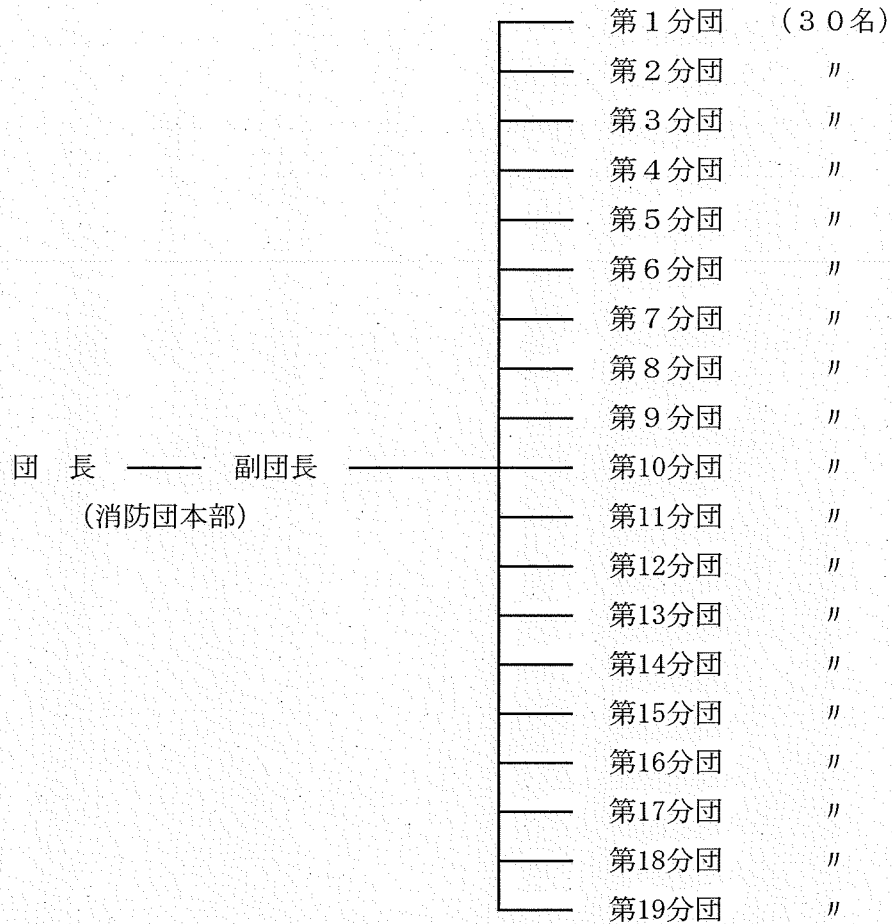 第1分団 (30名)
第2分団 〃
第3分団 〃
第4分団 〃
第5分団 〃
第6分団 〃
第7分団 〃
第8分団 〃
第9分団 〃
団 長 副団長 第10分団 〃
(消防団本部) 第11分団 〃
第12分団 〃
第13分団 〃
第14分団 〃
第15分団 〃
第16分団 〃
第17分団 〃
第18分団 〃
第19分団 〃